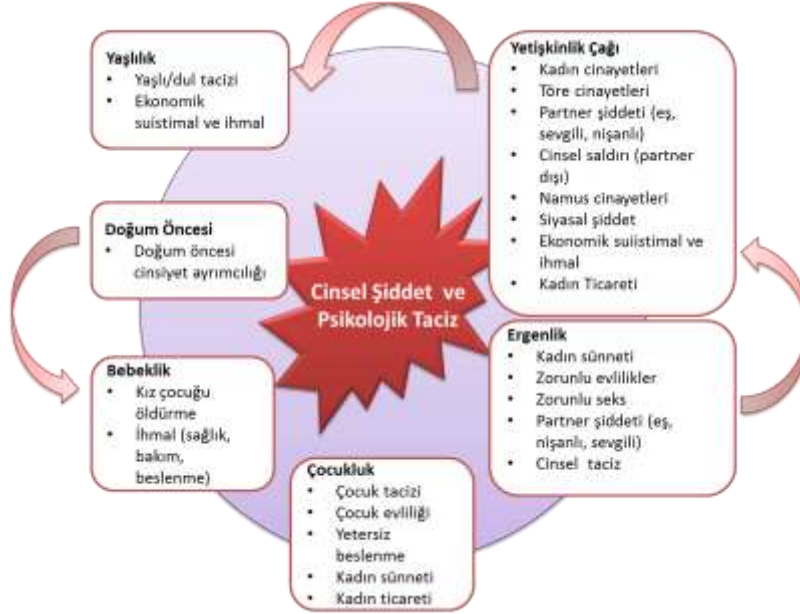 Yaşlılık
• Yaşlı/dul tacizi
• Ekonomik
suistimal ve ihmal
Doğum Öncesi
• Doğum öncesi
cinsiyet ayrımcılığı
Bebeklik
• Kız çocuğu
öldürme
• İhmal (sağlık,
bakım,
beslenme)
Çocukluk
• Çocuk tacizi
• Çocuk evliliği
• Yetersiz
beslenme
• Kadın sünneti
• Kadın ticareti
Ergenlik
• Kadın sünneti
• Zorunlu evlilikler
• Zorunlu seks
• Partner şiddeti (eş,
nişanlı, sevgili)
• Cinsel taciz
Yetişkinlik Çağı
• Kadın cinayetleri
• Töre cinayetleri
• Partner şiddeti (eş,
sevgili, nişanlı)
• Cinsel saldırı (partner
dışı)
• Namus cinayetleri
• Siyasal şiddet
• Ekonomik suiistimal ve
ihmal
• Kadın Ticareti
Cinsel Şiddet ve
Psikolojik Taciz